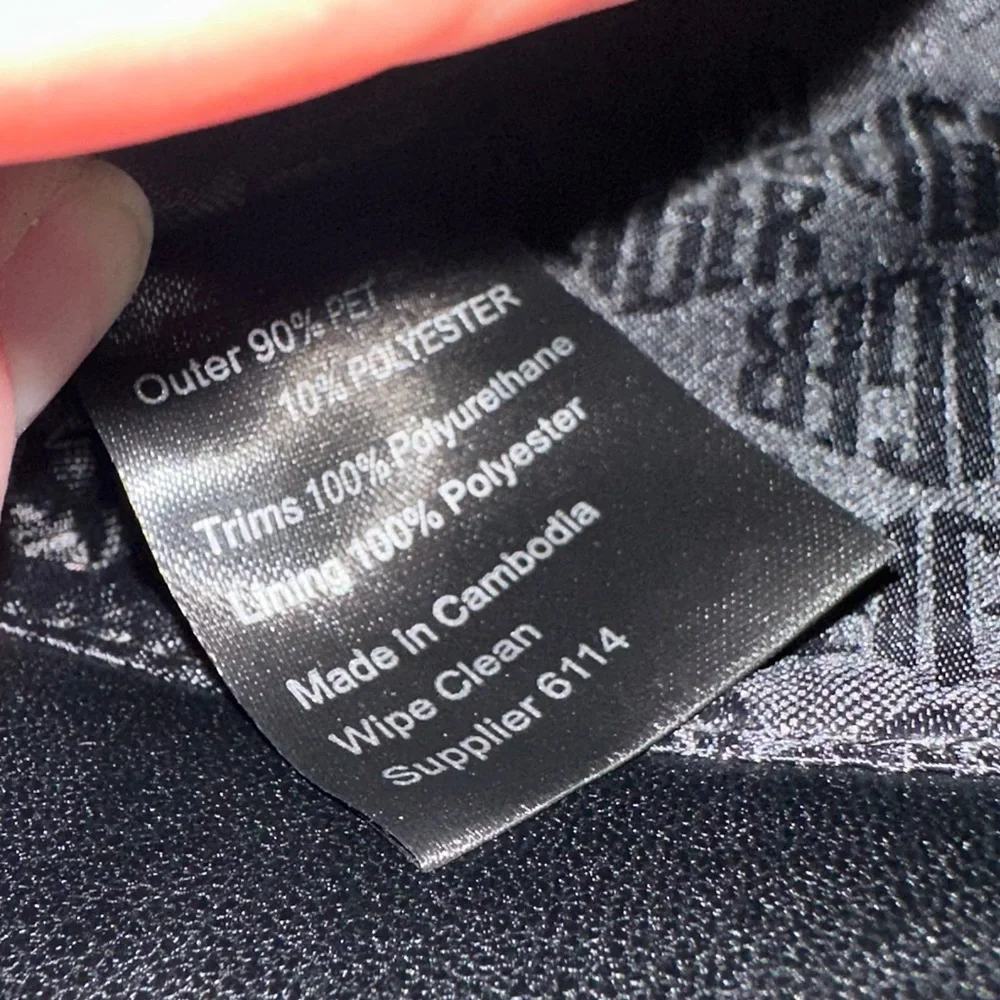 Outer 90% PET
10% POLYESTER
Trims 100% Polyurethane
Lining 100% Polyester
Made in Cambodia
Wipe Clean
Supplier 6114